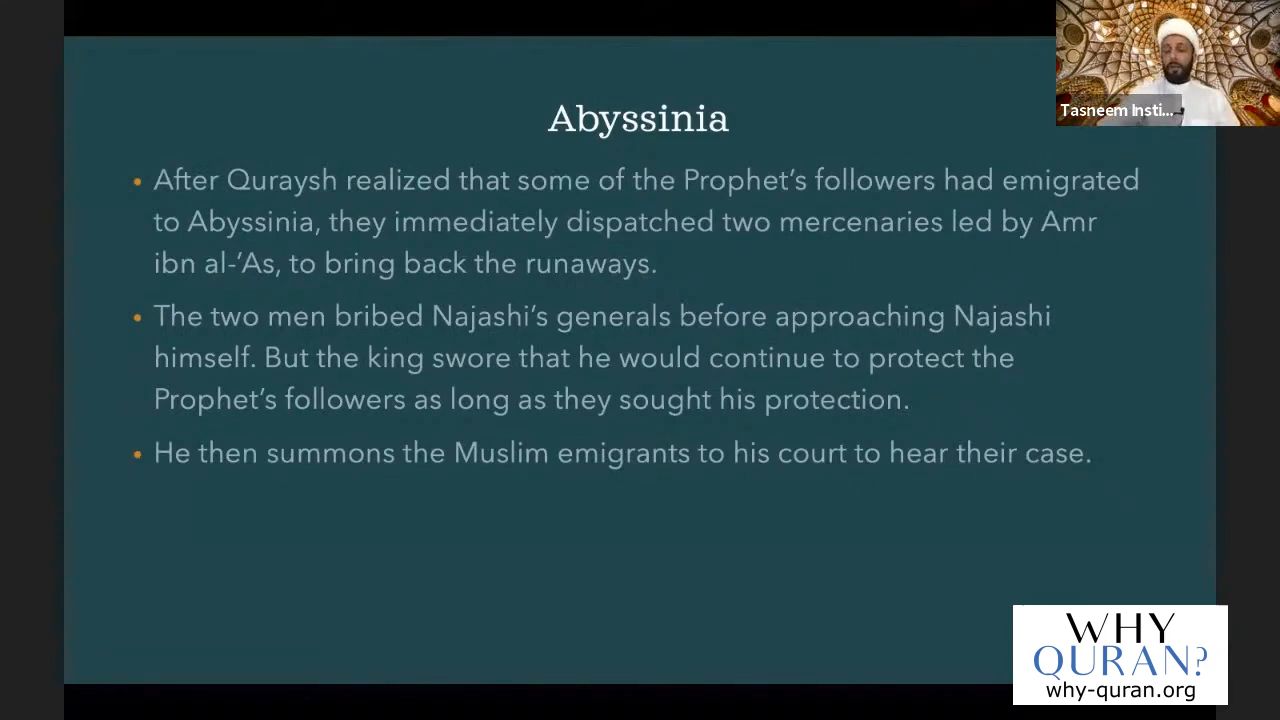 Abyssinia
• After Quraysh realized that some of the Prophet’s followers had emigrated
to Abyssinia, they immediately dispatched two mercenaries led by Amr
ibn al-’As, to bring back the runaways.
• The two men bribed Najashi’s generals before approaching Najashi
himself. But the king swore that he would continue to protect the
Prophet’s followers as long as they sought his protection.
• He then summons the Muslim emigrants to his court to hear their case.
Tasneem Insti...
WHY
QURAN?
why-quran.org